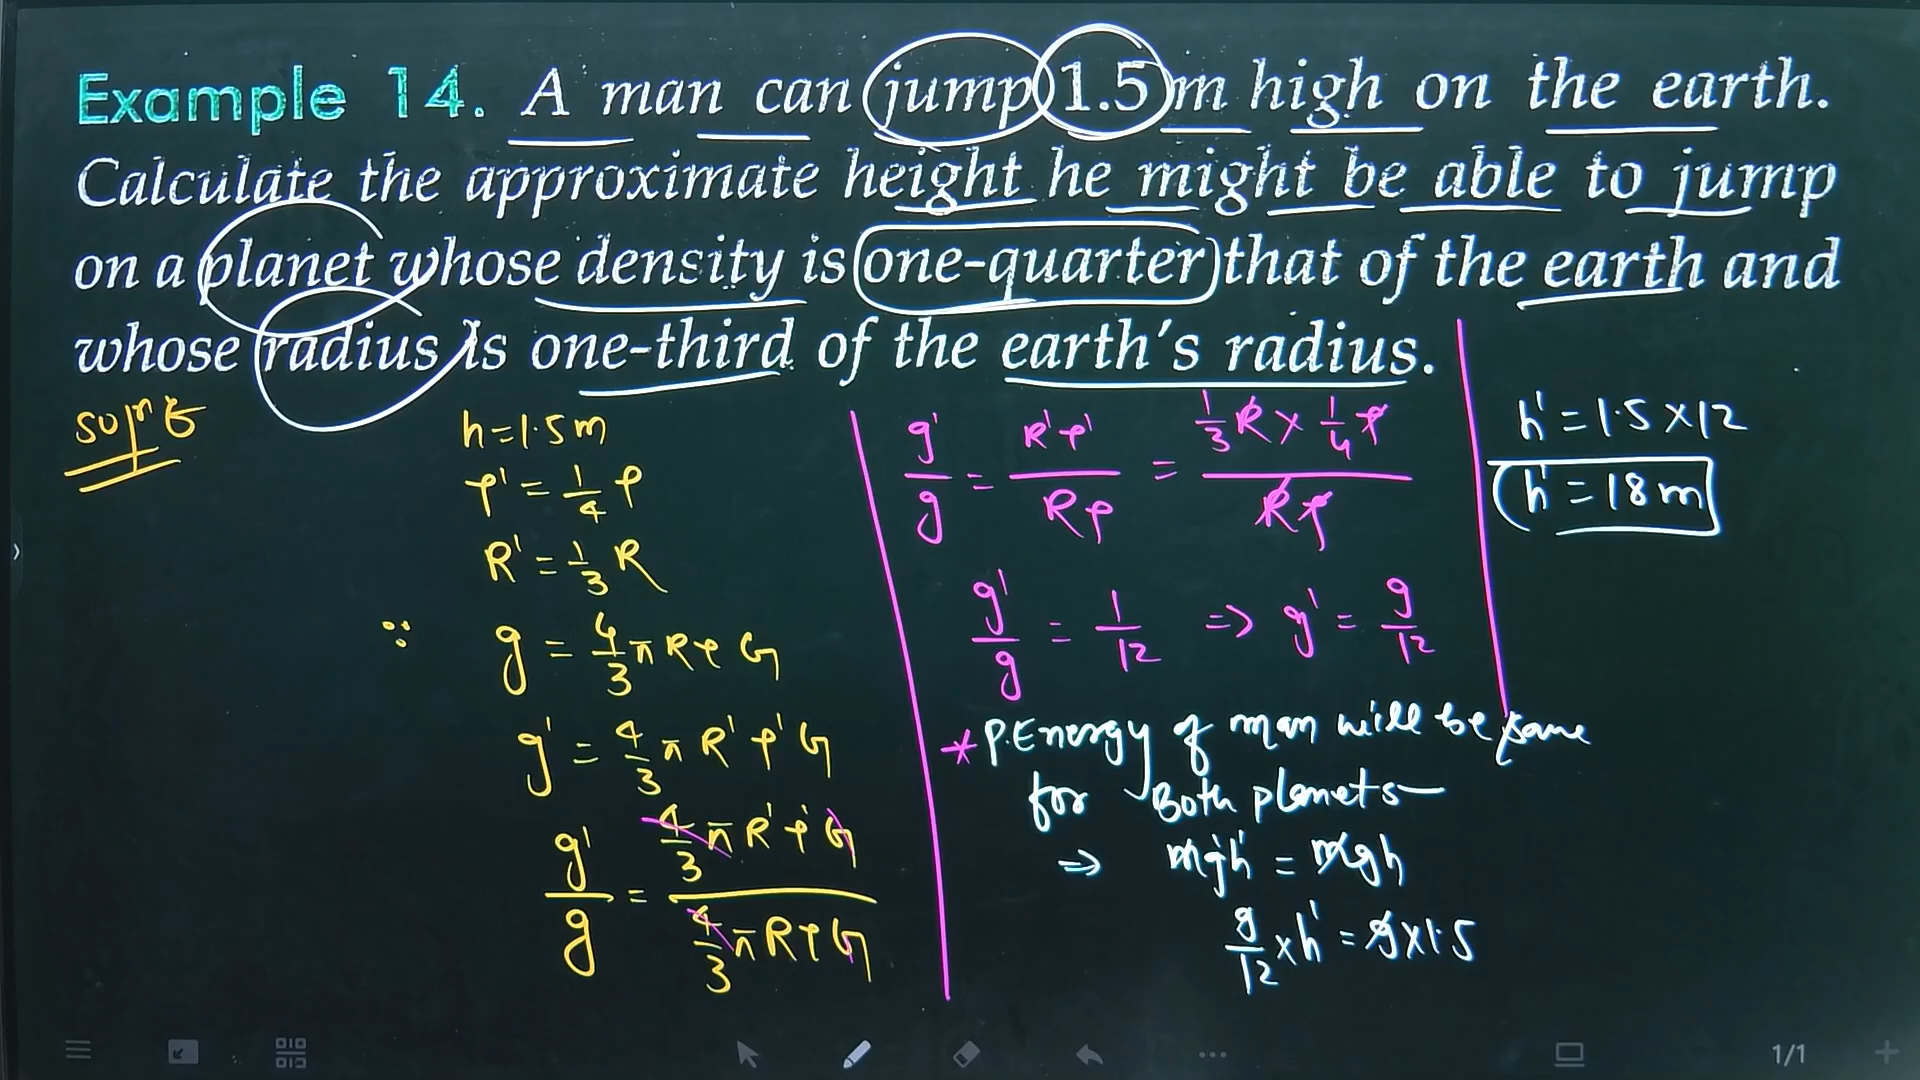 Example 14. A man can jump 1.5 m high on the earth.
Calculate the approximate height he might be able to jump
on a planet whose density is one-quarter that of the earth and
whose radius is one-third of the earth's radius.
h = 1.5 m
ρ' = 1/4 ρ
R' = 1/3 R
∵ g = 4/3 π R ρ G
g' = 4/3 π R' ρ' G
g'/g = (4/3 π R' ρ' G)/(4/3 π R ρ G)
g'/g = R'ρ'/Rρ = (1/3 R × 1/4 ρ)/(Rρ)
g'/g = 1/12 => g' = g/12
* P.Energy of man will be same
for Both planets
=> mg'h' = mgh
g/12 × h' = g × 1.5
h' = 1.5 × 12
h' = 18 m
1/1